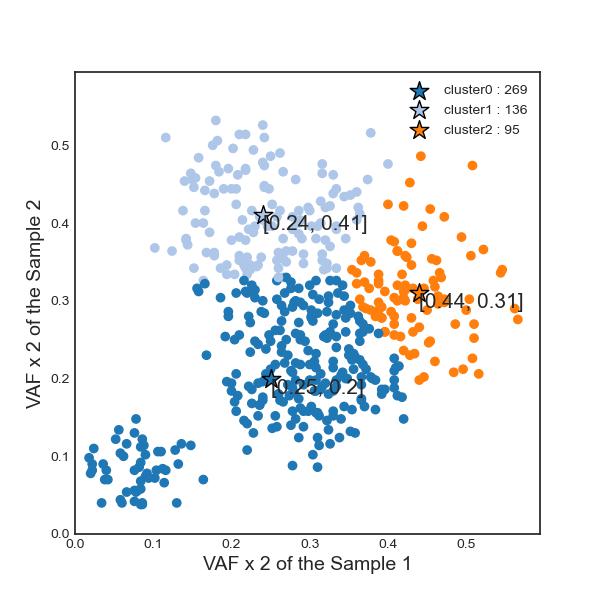 cluster0 : 269
cluster1 : 136
cluster2 : 95
0.5
0.4
0.3
0.2
0.1
0.0
[0.24, 0.41]
[0.44, 0.31]
[0.25, 0.2]
VAF x 2 of the Sample 2
0.0 0.1 0.2 0.3 0.4 0.5
VAF x 2 of the Sample 1